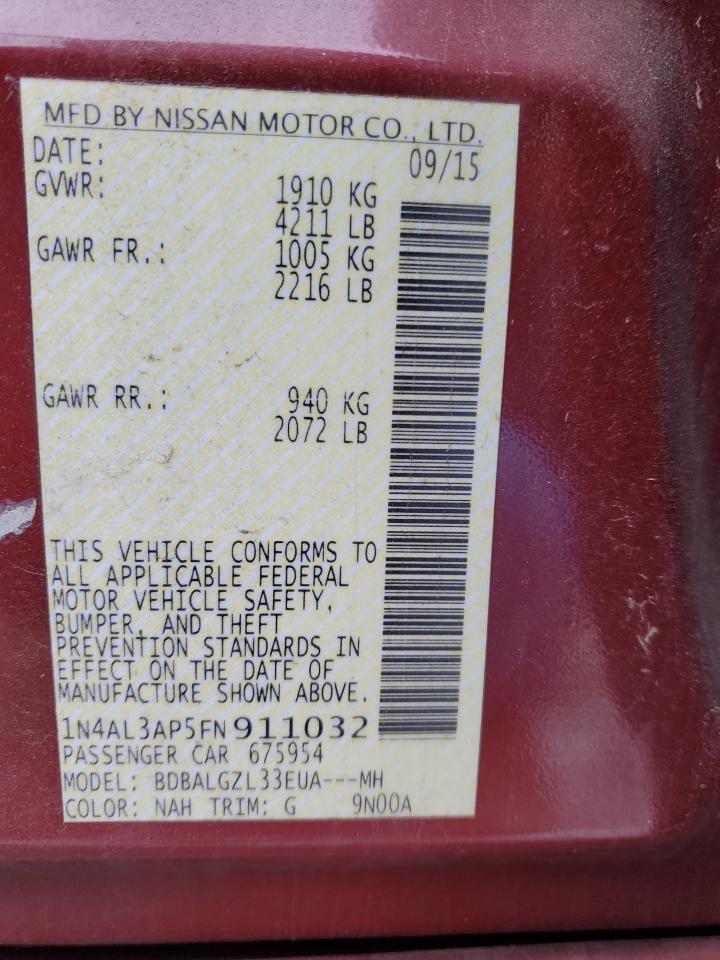 MFD BY NISSAN MOTOR CO., LTD.
DATE: 09/15
GVWR: 1910 KG
4211 LB
GAWR FR.: 1005 KG
2216 LB
GAWR RR.: 940 KG
2072 LB
THIS VEHICLE CONFORMS TO
ALL APPLICABLE FEDERAL
MOTOR VEHICLE SAFETY,
BUMPER, AND THEFT
PREVENTION STANDARDS IN
EFFECT ON THE DATE OF
MANUFACTURE SHOWN ABOVE.
1N4AL3AP5FN911032
PASSENGER CAR 675954
MODEL: BDBALGZL33EUA---MH
COLOR: NAH TRIM: G 9N00A